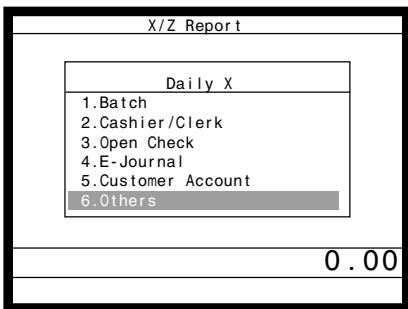 X/Z Report
Daily X
1.Batch
2.Cashier/Clerk
3.Open Check
4.E-Journal
5.Customer Account
6.Others
0.00